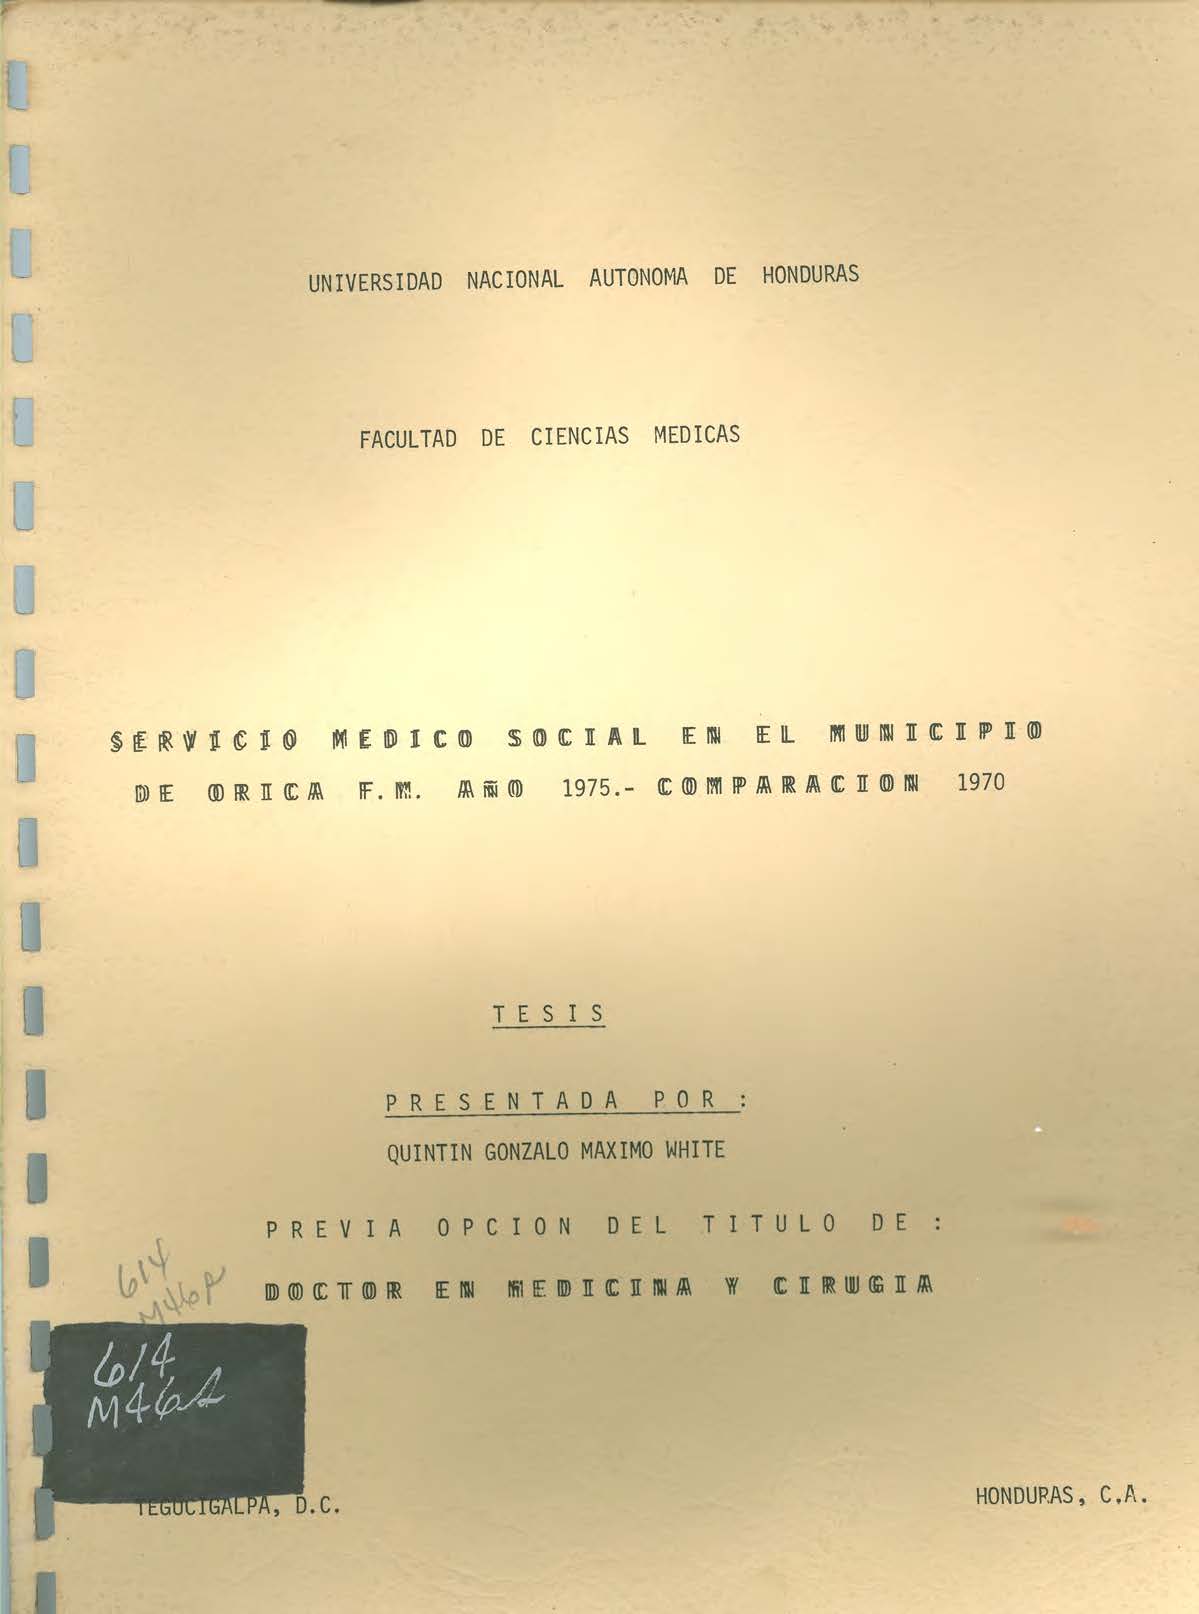 UNIVERSIDAD NACIONAL AUTONOMA DE HONDURAS
FACULTAD DE CIENCIAS MEDICAS
SERVICIO MEDICO SOCIAL EN EL MUNICIPIO
DE ORICA F.M. AÑO 1975.- COMPARACION 1970
TESIS
PRESENTADA POR :
QUINTIN GONZALO MAXIMO WHITE
PREVIA OPCION DEL TITULO DE :
DOCTOR EN MEDICINA Y CIRUGIA
614
614
TEGUCIGALPA, D.C.
HONDURAS, C.A.